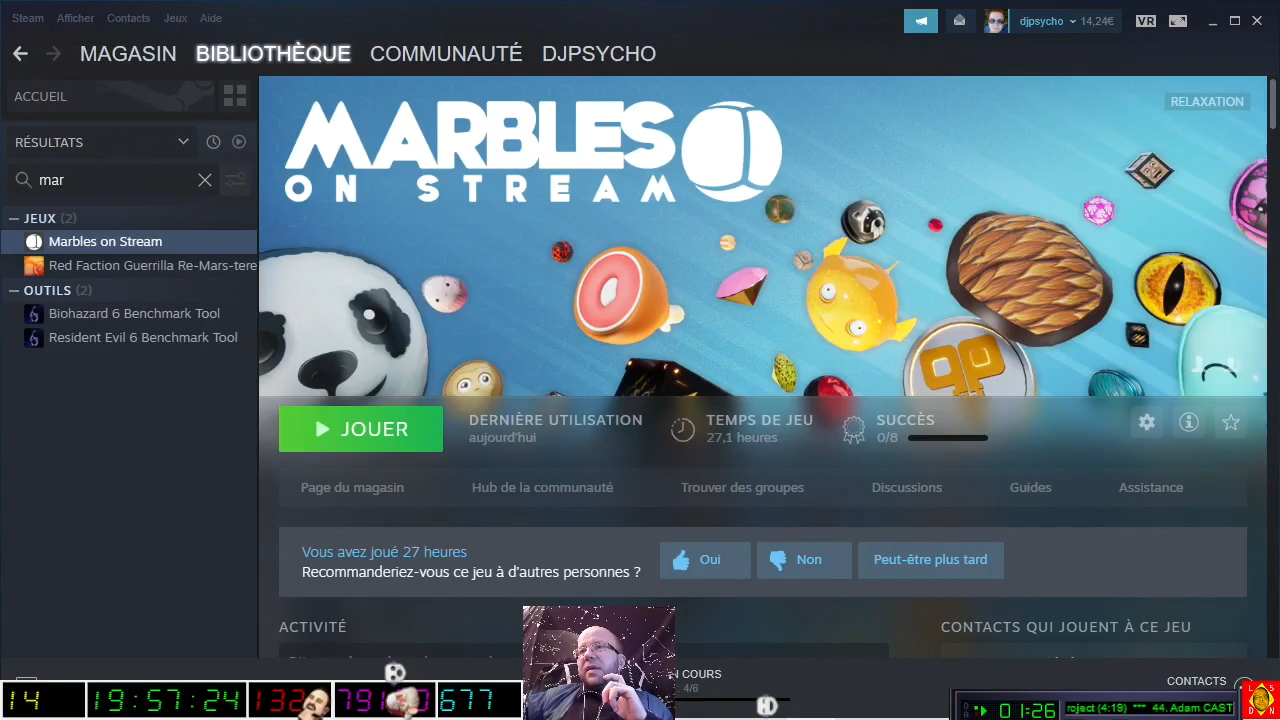 Steam Afficher Contacts Jeux Aide
djpsycho 14,24€ VR
MAGASIN BIBLIOTHÈQUE COMMUNAUTÉ DJPSYCHO
ACCUEIL
RÉSULTATS
mar
JEUX (2)
Marbles on Stream
Red Faction Guerrilla Re-Mars-tere
OUTILS (2)
Biohazard 6 Benchmark Tool
Resident Evil 6 Benchmark Tool
RELAXATION
MARBLES
ON STREAM
JOUER
DERNIÈRE UTILISATION
aujourd'hui
TEMPS DE JEU
27,1 heures
SUCCÈS
0/8
Page du magasin Hub de la communauté Trouver des groupes Discussions Guides Assistance
Vous avez joué 27 heures
Recommanderiez-vous ce jeu à d'autres personnes ?
Oui Non Peut-être plus tard
ACTIVITÉ
CONTACTS QUI JOUENT À CE JEU
N COURS
4/6
CONTACTS
14 19:57:24 132 677
01:26 roject (4:19) *** 44. Adam CAST
L S
D N